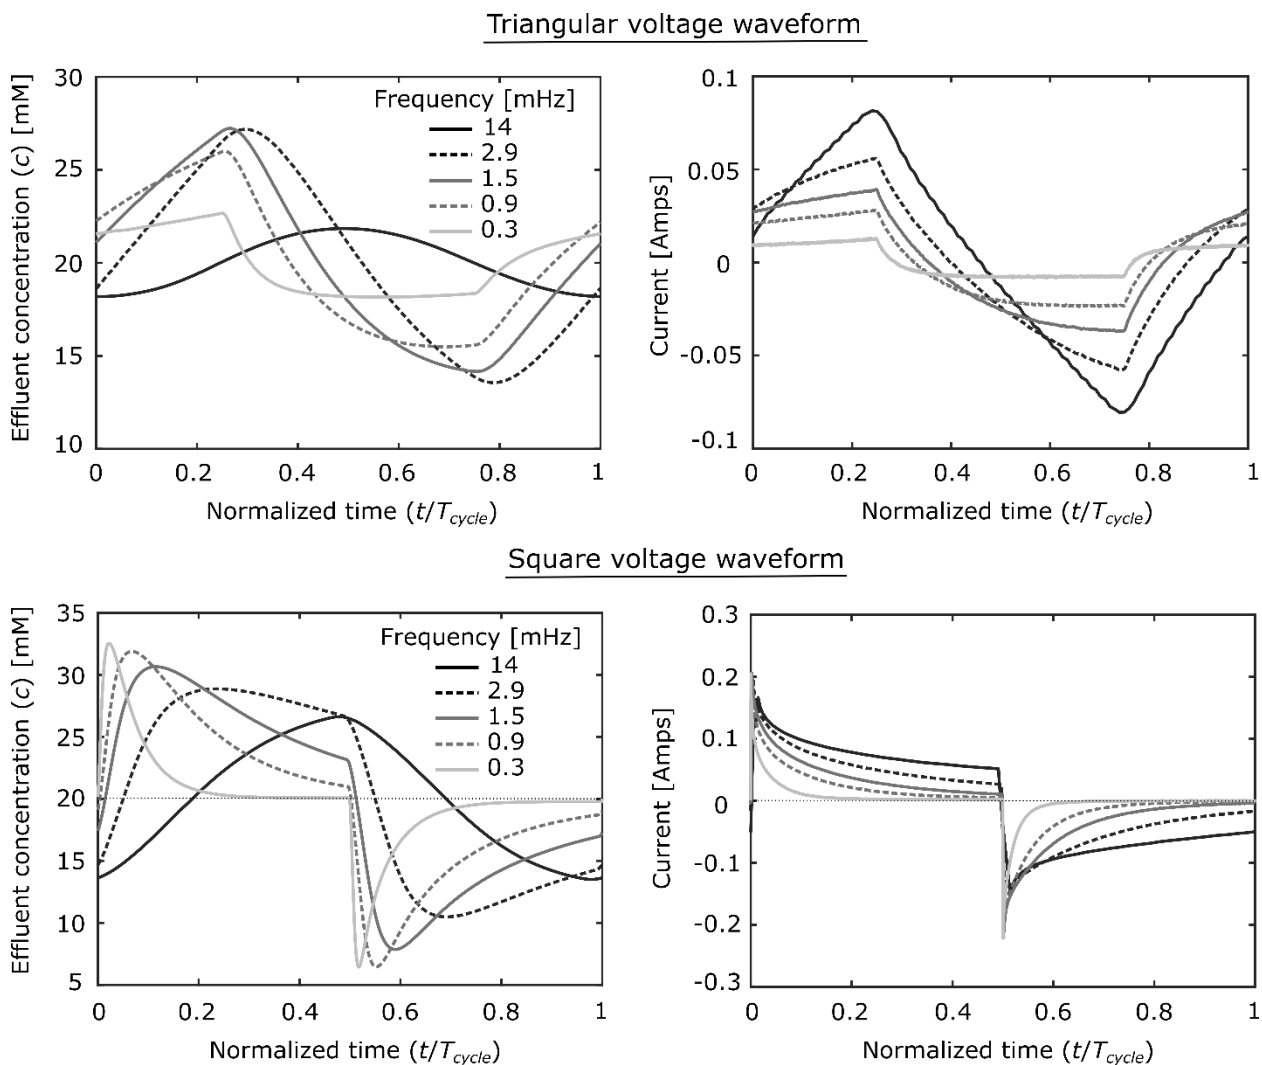 Triangular voltage waveform
Effluent concentration (c) [mM]
30
25
20
15
10
Frequency [mHz]
14
2.9
1.5
0.9
0.3
0 0.2 0.4 0.6 0.8 1
Normalized time (t/Tcycle)
Current [Amps]
0.1
0.05
0
-0.05
-0.1
0 0.2 0.4 0.6 0.8 1
Normalized time (t/Tcycle)
Square voltage waveform
Effluent concentration (c) [mM]
35
30
25
20
15
10
5
Frequency [mHz]
14
2.9
1.5
0.9
0.3
0 0.2 0.4 0.6 0.8 1
Normalized time (t/Tcycle)
Current [Amps]
0.3
0.2
0.1
0
-0.1
-0.2
-0.3
0 0.2 0.4 0.6 0.8 1
Normalized time (t/Tcycle)